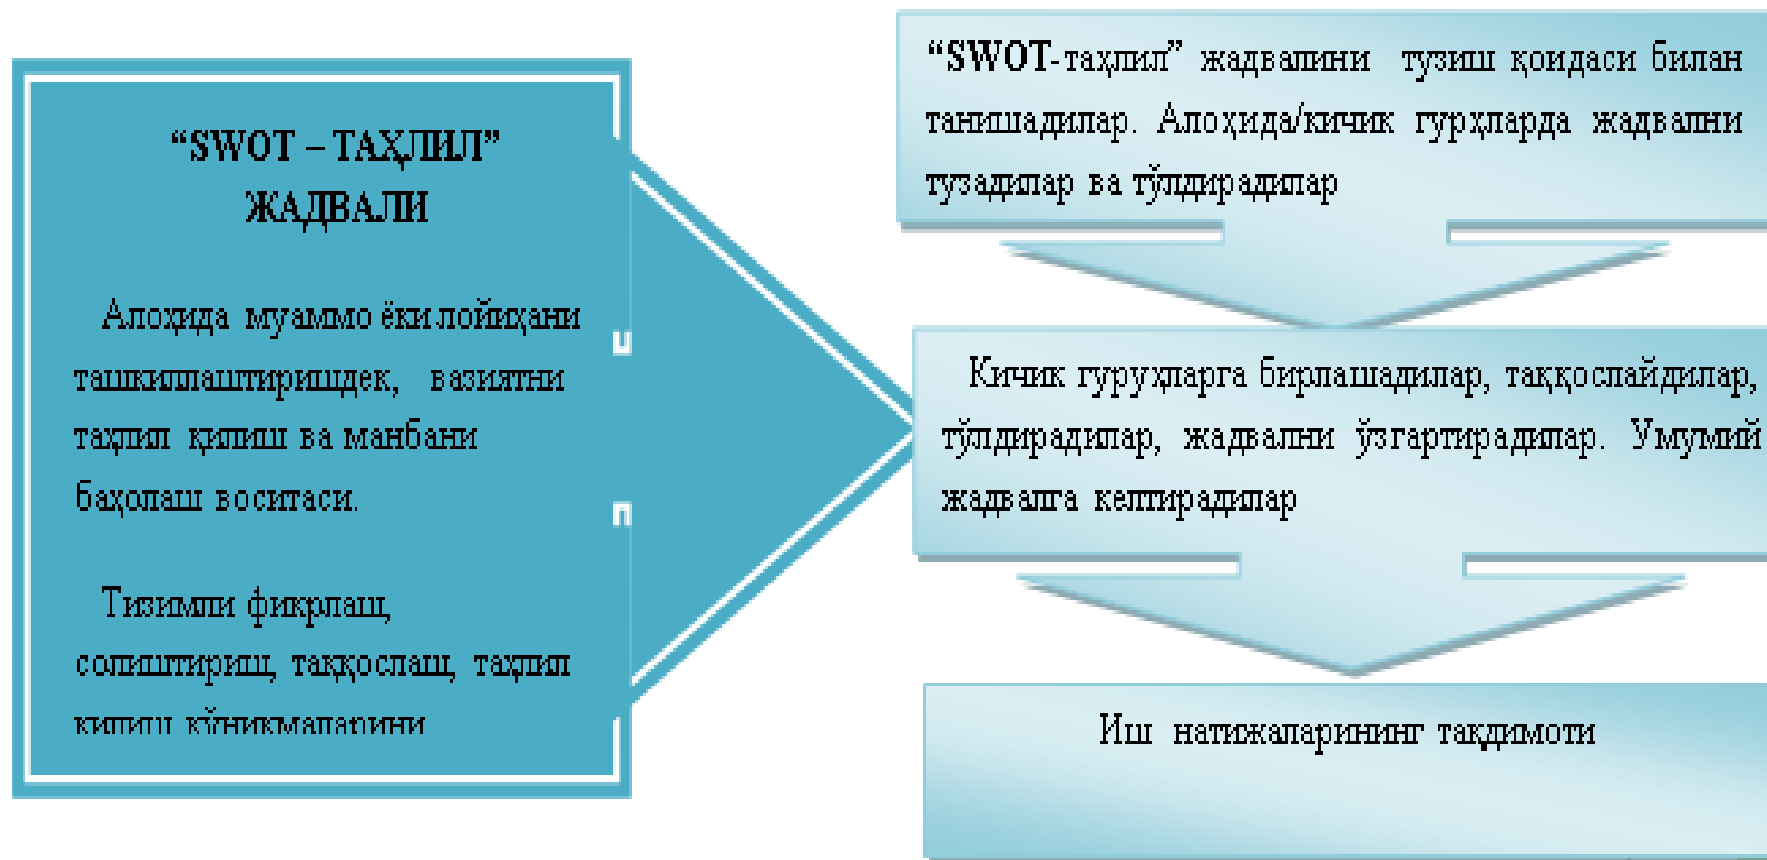 “SWOT – ТАҲЛИЛ”
ЖАДВАЛИ
Алоҳида муаммо ёки лойиҳани
ташкиллаштиришдек, вазиятни
таҳлил қилиш ва манбани
баҳолаш воситаси.
Тизимли фикрлаш,
солиштириш, таққослаш, таҳлил
қилиш кўникмаларини
“SWOT-таҳлил” жадвалини тузиш қоидаси билан
танишадилар. Алоҳида/кичик гурҳларда жадвални
тузадилар ва тўлдирадилар
Кичик гуруҳларга бирлашадилар, таққослайдилар,
тўлдирадилар, жадвални ўзгартирадилар. Умумий
жадвалга келтирадилар
Иш натижаларининг тақдимоти